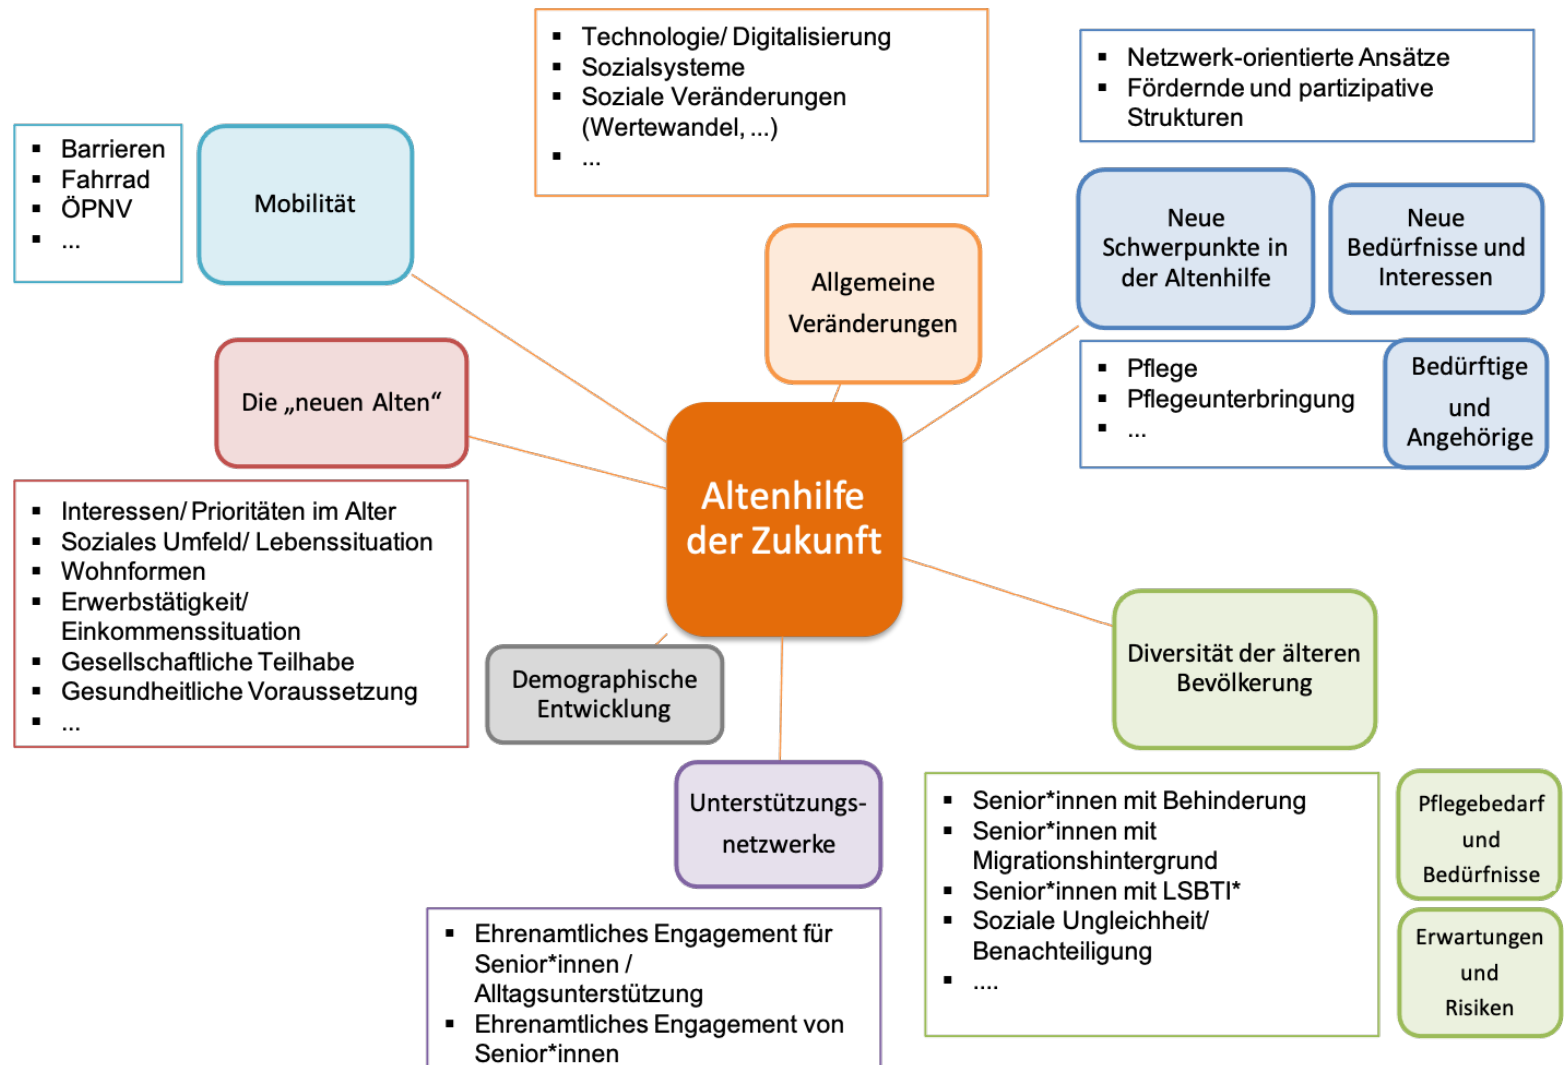 ▪ Technologie/ Digitalisierung
▪ Sozialsysteme
▪ Soziale Veränderungen
(Wertewandel, ...)
▪ ...
▪ Netzwerk-orientierte Ansätze
▪ Fördernde und partizipative
Strukturen
▪ Barrieren
▪ Fahrrad
▪ ÖPNV
▪ ...
Mobilität
Allgemeine
Veränderungen
Neue
Schwerpunkte in
der Altenhilfe
Neue
Bedürfnisse und
Interessen
▪ Pflege
▪ Pflegeunterbringung
▪ ...
Bedürftige
und
Angehörige
Die „neuen Alten“
▪ Interessen/ Prioritäten im Alter
▪ Soziales Umfeld/ Lebenssituation
▪ Wohnformen
▪ Erwerbstätigkeit/
Einkommenssituation
▪ Gesellschaftliche Teilhabe
▪ Gesundheitliche Voraussetzung
▪ ...
Altenhilfe
der Zukunft
Demographische
Entwicklung
Diversität der älteren
Bevölkerung
Unterstützungs-
netzwerke
▪ Senior*innen mit Behinderung
▪ Senior*innen mit
Migrationshintergrund
▪ Senior*innen mit LSBTI*
▪ Soziale Ungleichheit/
Benachteiligung
▪ ....
Pflegebedarf
und
Bedürfnisse
Erwartungen
und
Risiken
▪ Ehrenamtliches Engagement für
Senior*innen /
Alltagsunterstützung
▪ Ehrenamtliches Engagement von
Senior*innen